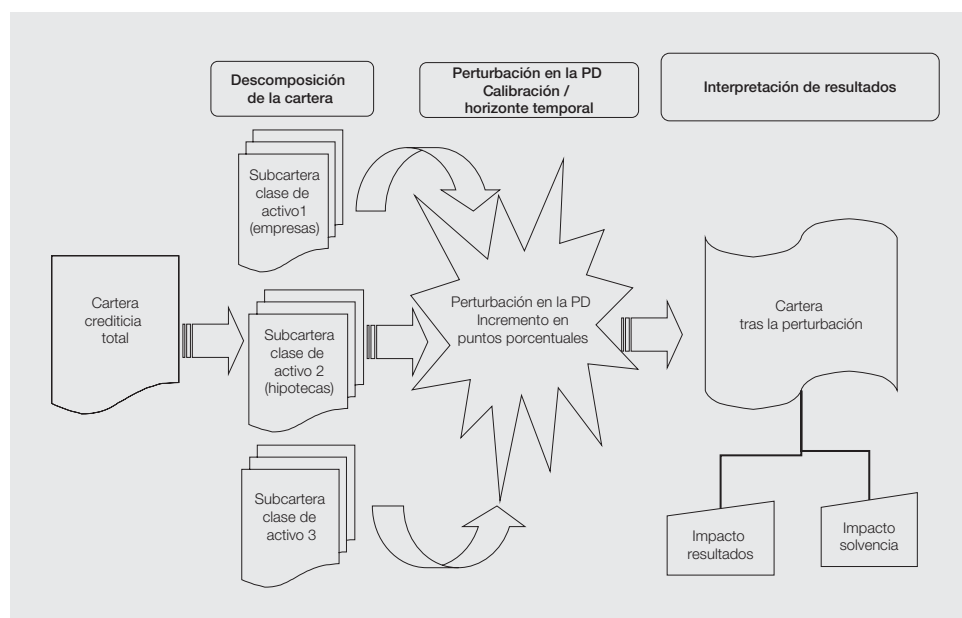 Descomposición
de la cartera
Perturbación en la PD
Calibración /
horizonte temporal
Interpretación de resultados
Subcartera
clase de
activo1
(empresas)
Cartera
crediticia
total
Subcartera
clase de
activo 2
(hipotecas)
Perturbación en la PD
Incremento en
puntos porcentuales
Cartera
tras la perturbación
Subcartera
clase de
activo 3
Impacto
resultados
Impacto
solvencia